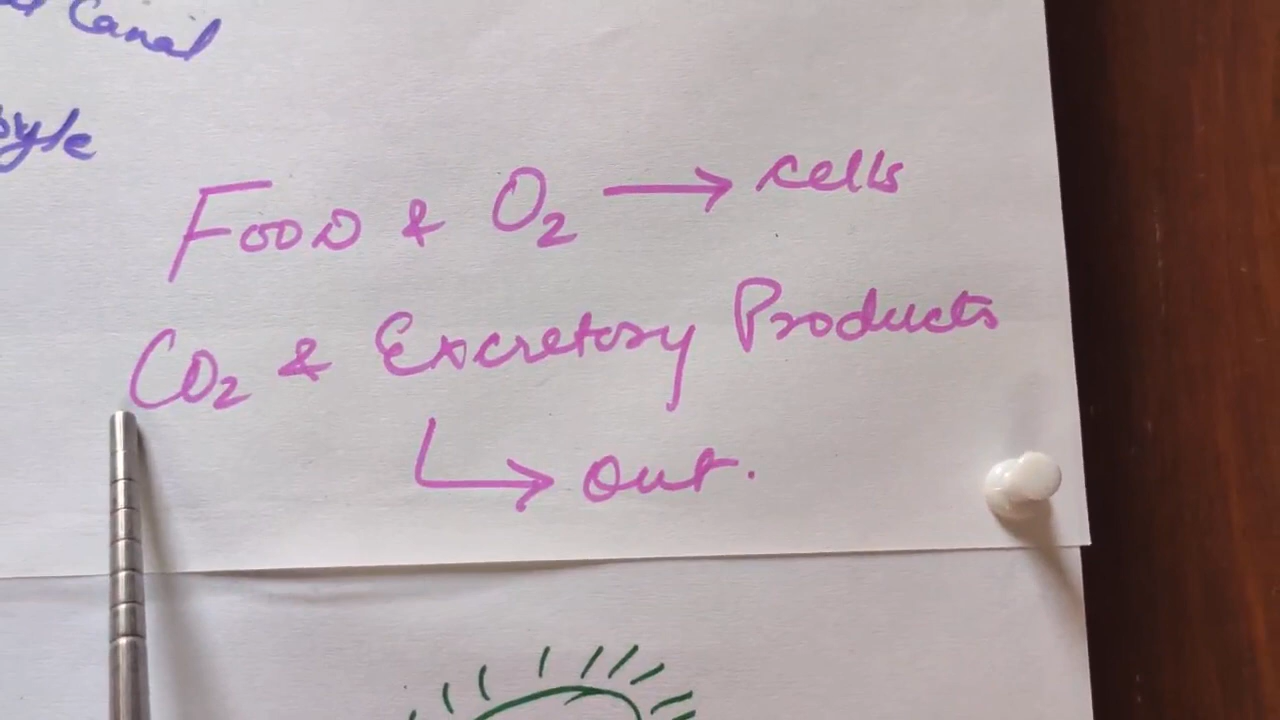 Canal
Food & O2 → cells
CO2 & Excretory Products
↳ out.